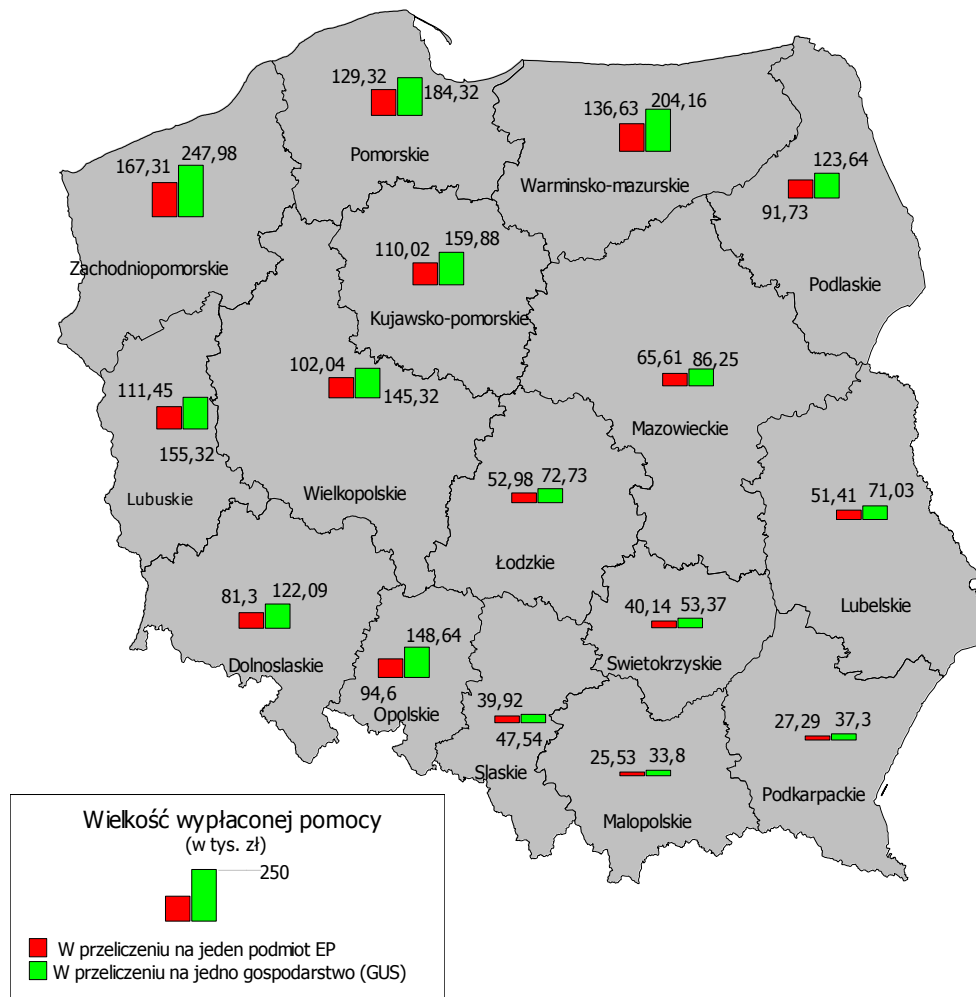 129,32
184,32
Pomorskie
136,63
204,16
Warminsko-mazurskie
167,31
247,98
Zachodniopomorskie
123,64
91,73
Podlaskie
110,02
159,88
Kujawsko-pomorskie
111,45
155,32
Lubuskie
102,04
145,32
Wielkopolskie
65,61
86,25
Mazowieckie
52,98
72,73
Łodzkie
51,41
71,03
Lubelskie
81,3
122,09
Dolnoslaskie
148,64
94,6
Opolskie
40,14
53,37
Swietokrzyskie
39,92
47,54
Slaskie
25,53
33,8
Malopolskie
27,29
37,3
Podkarpackie
Wielkość wypłaconej pomocy
(w tys. zł)
250
W przeliczeniu na jeden podmiot EP
W przeliczeniu na jedno gospodarstwo (GUS)